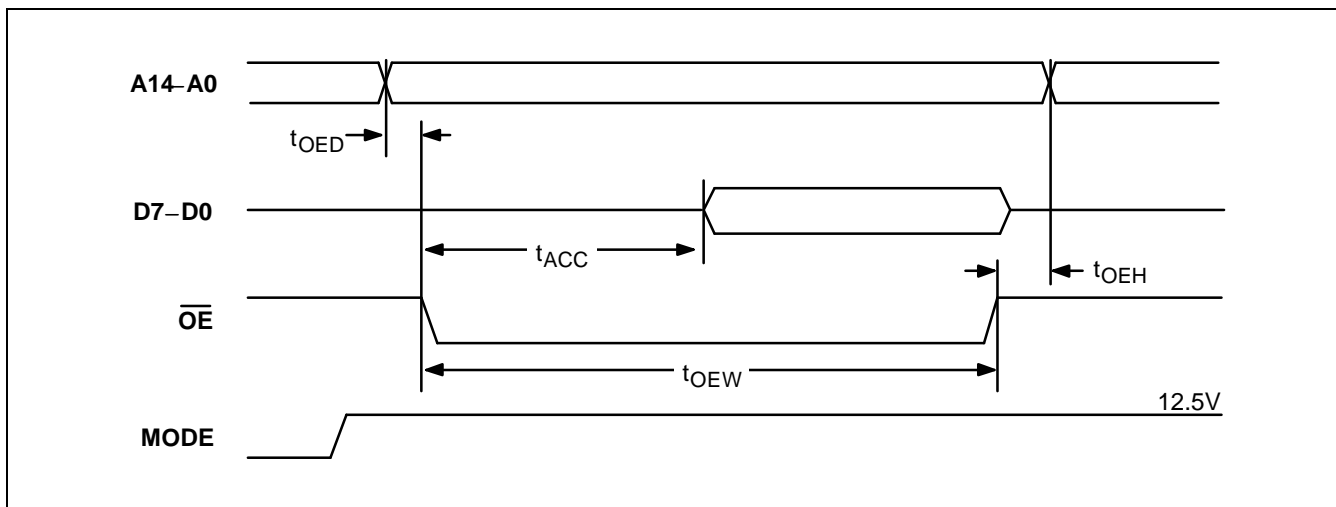 A14–A0
tOED
D7–D0
tACC
tOEH
OE
tOEW
12.5V
MODE